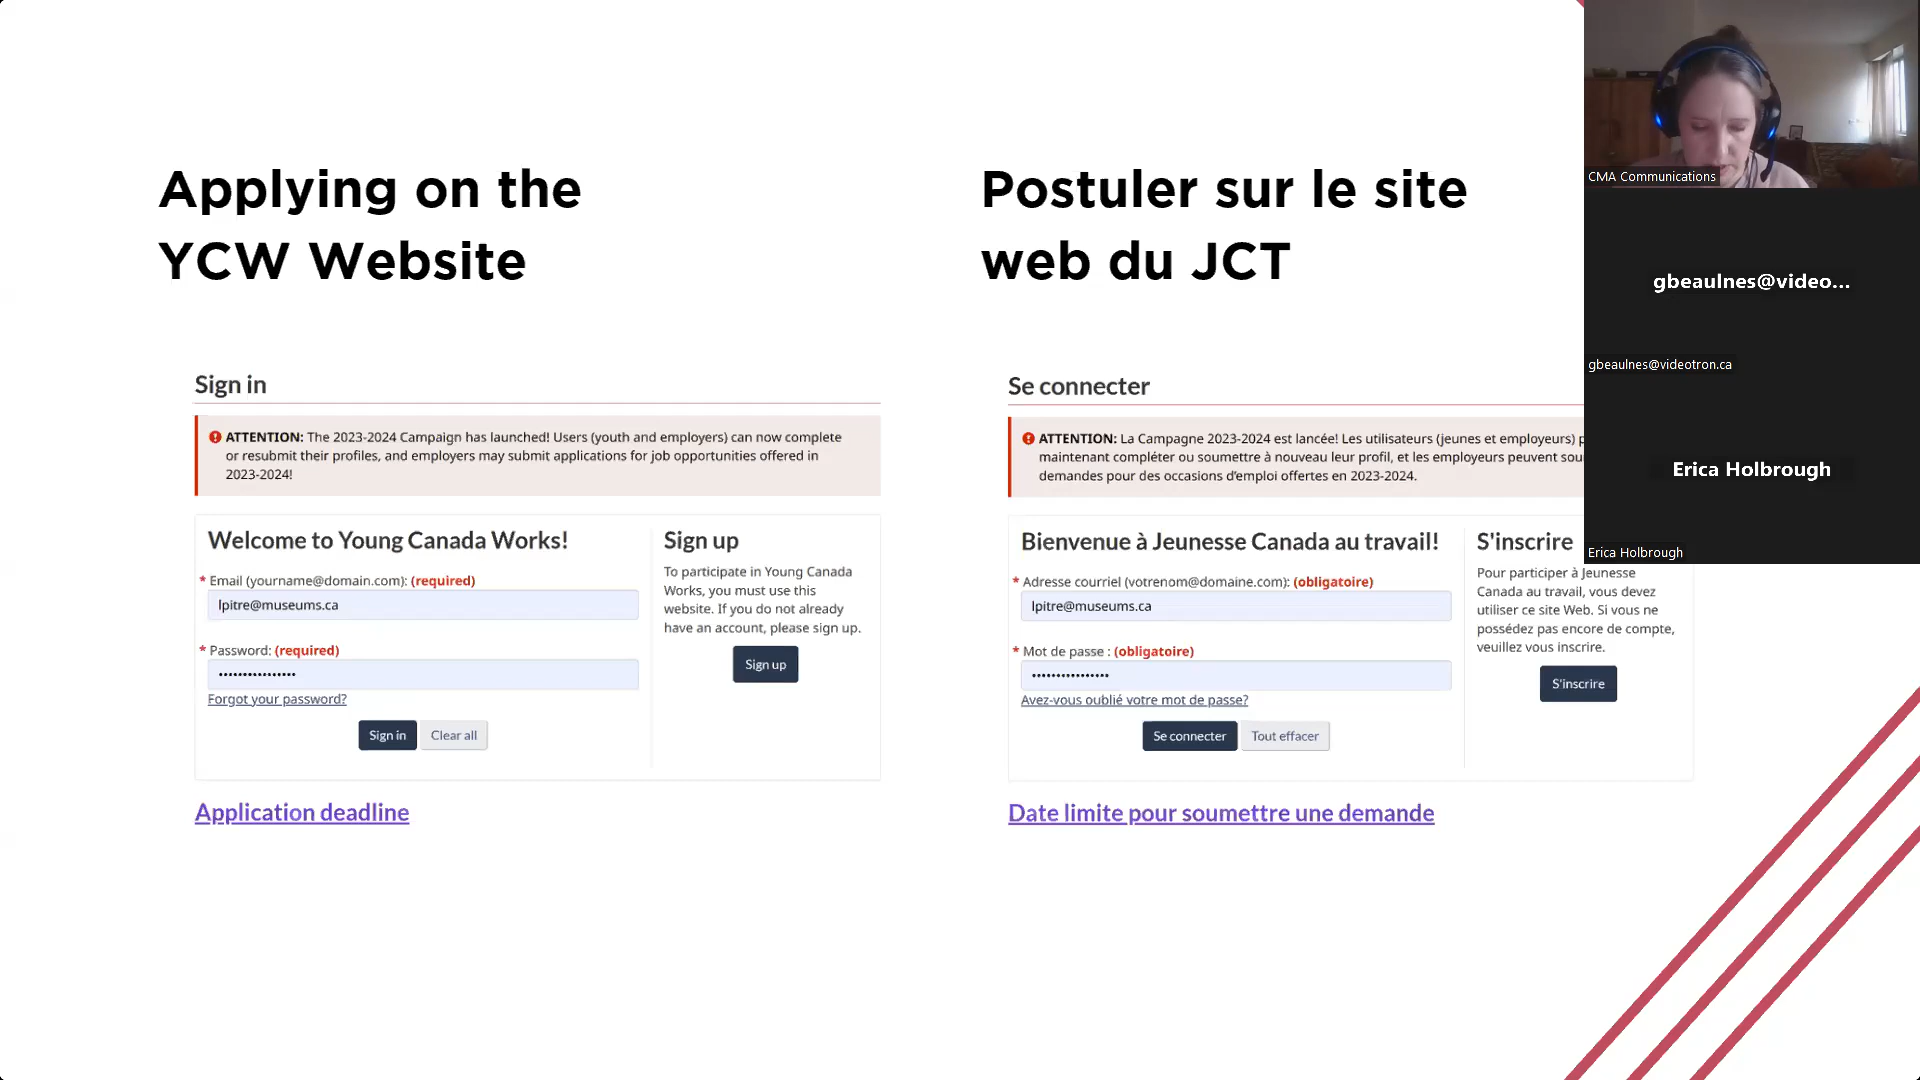 Applying on the
YCW Website
Sign in
ATTENTION: The 2023-2024 Campaign has launched! Users (youth and employers) can now complete
or resubmit their profiles, and employers may submit applications for job opportunities offered in
2023-2024!
Welcome to Young Canada Works!
* Email (yourname@domain.com): (required)
lpitre@museums.ca
* Password: (required)
••••••••••••••••
Forgot your password?
Sign in
Clear all
Sign up
To participate in Young Canada
Works, you must use this
website. If you do not already
have an account, please sign up.
Sign up
Application deadline
Postuler sur le site
web du JCT
Se connecter
ATTENTION: La Campagne 2023-2024 est lancée! Les utilisateurs (jeunes et employeurs) p
maintenant compléter ou soumettre à nouveau leur profil, et les employeurs peuvent sou
demandes pour des occasions d'emploi offertes en 2023-2024.
Bienvenue à Jeunesse Canada au travail!
* Adresse courriel (votrenom@domaine.com): (obligatoire)
lpitre@museums.ca
* Mot de passe : (obligatoire)
••••••••••••••••
Avez-vous oublié votre mot de passe?
Se connecter
Tout effacer
S'inscrire
Pour participer à Jeunesse
Canada au travail, vous devez
utiliser ce site Web. Si vous ne
possédez pas encore de compte,
veuillez vous inscrire.
S'inscrire
Date limite pour soumettre une demande
CMA Communications
gbeaulnes@video...
gbeaulnes@videotron.ca
Erica Holbrough
Erica Holbrough